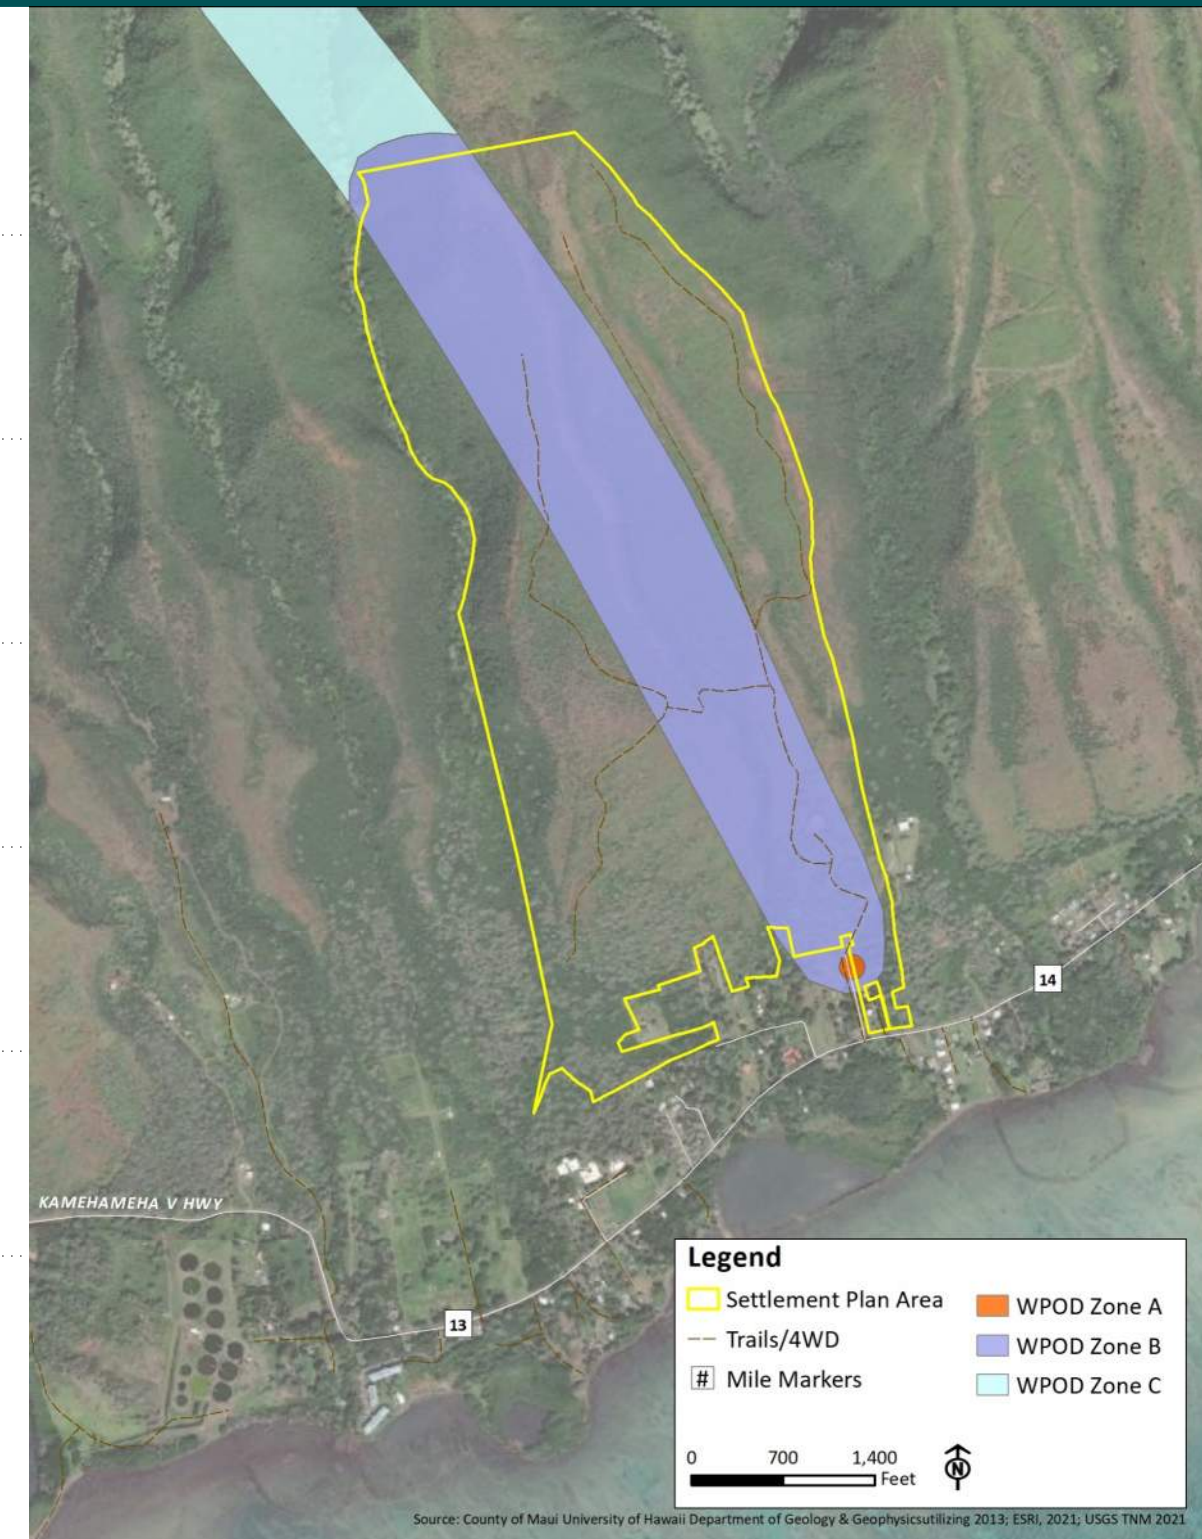 14
KAMEHAMEHA V HWY
13
Legend
Settlement Plan Area
Trails/4WD
# Mile Markers
WPOD Zone A
WPOD Zone B
WPOD Zone C
0 700 1,400
Feet
N
Source: County of Maui University of Hawaii Department of Geology & Geophysicsutilizing 2013; ESRI, 2021; USGS TNM 2021